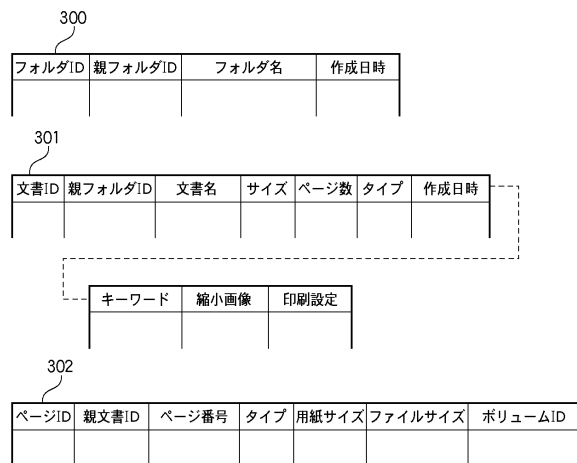 300
フォルダID 親フォルダID フォルダ名 作成日時
301
文書ID 親フォルダID 文書名 サイズ ページ数 タイプ 作成日時
キーワード 縮小画像 印刷設定
302
ページID 親文書ID ページ番号 タイプ 用紙サイズ ファイルサイズ ボリュームID